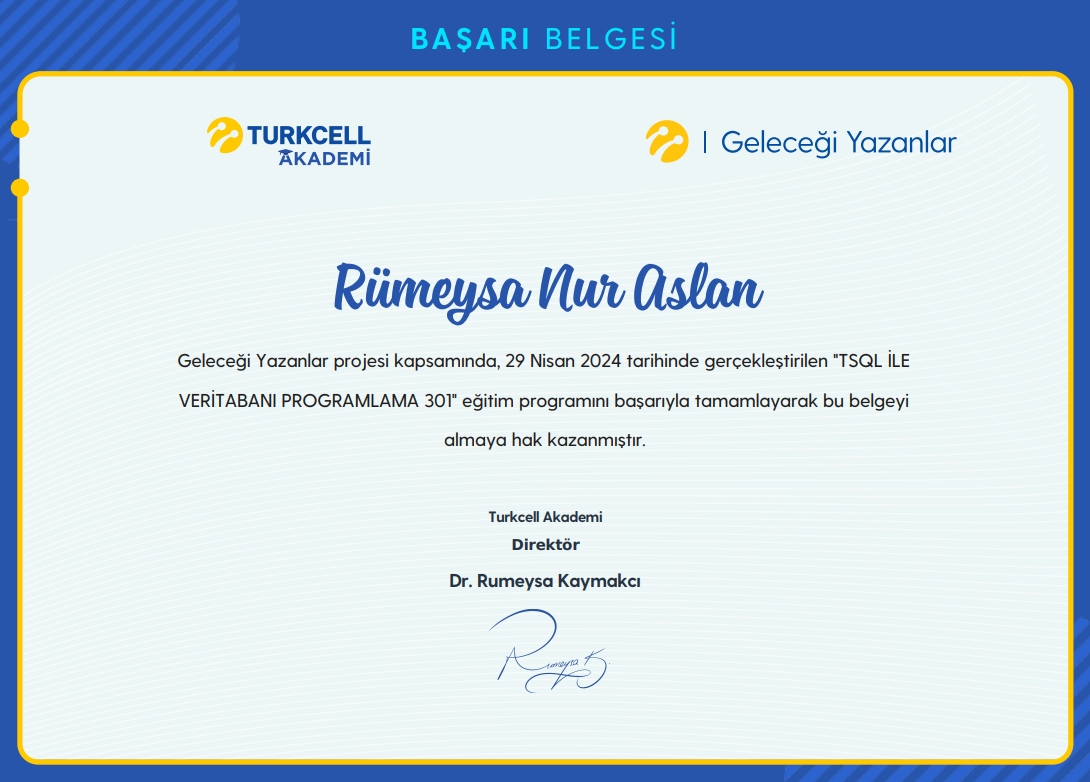 BAŞARI BELGESİ
TURKCELL
AKADEMİ
Geleceği Yazanlar
Rümeysa Nur Aslan
Geleceği Yazanlar projesi kapsamında, 29 Nisan 2024 tarihinde gerçekleştirilen "TSQL İLE
VERİTABANI PROGRAMLAMA 301" eğitim programını başarıyla tamamlayarak bu belgeyi
almaya hak kazanmıştır.
Turkcell Akademi
Direktör
Dr. Rumeysa Kaymakcı
Rumeysa K